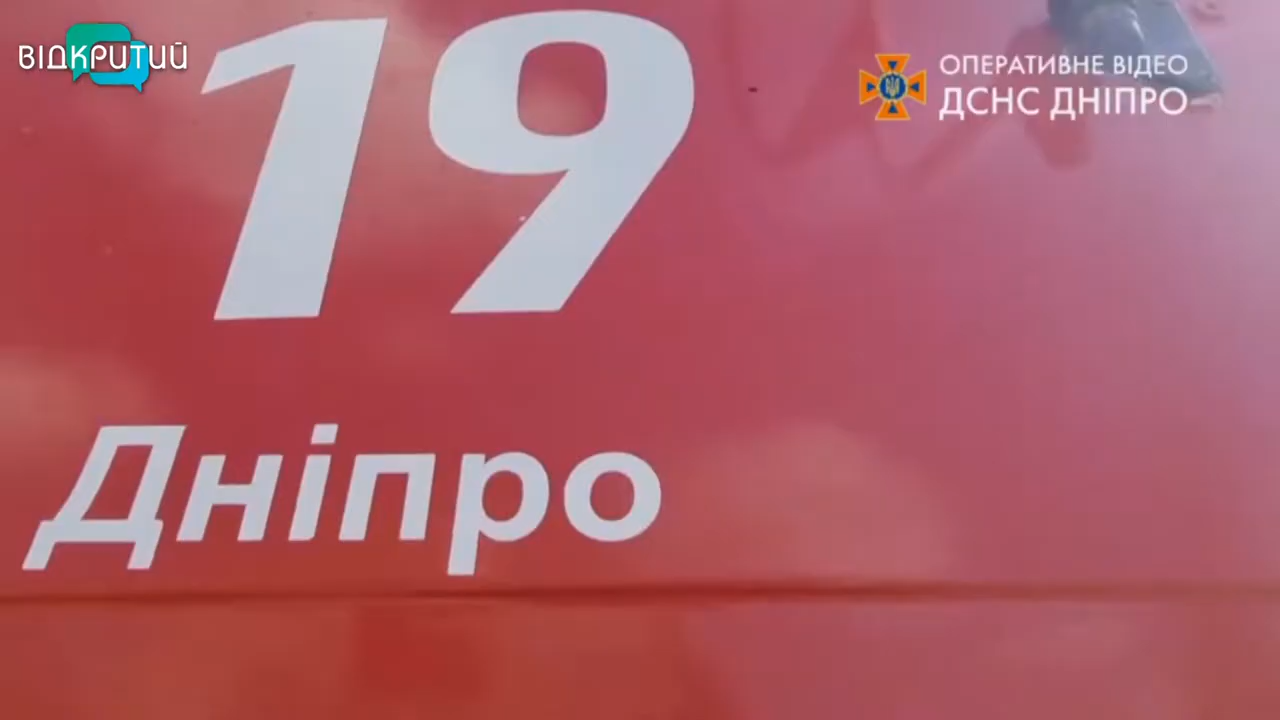 ВІДКРИТИЙ
19
ОПЕРАТИВНЕ ВІДЕО
ДСНС ДНІПРО
Дніпро